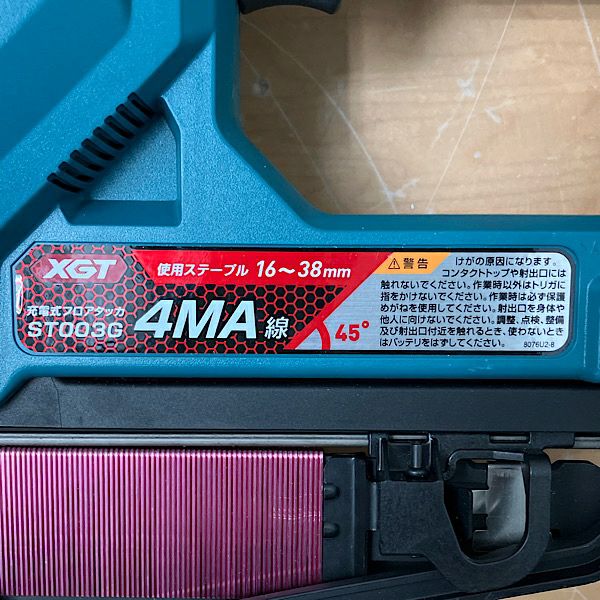 XGT
使用ステープル 16〜38mm
充電式フロアタッカ
ST003G
4MA線
45°
⚠警告
けがの原因になります。
コンタクトトップや射出口には
触れないでください。作業時以外はトリガに
指をかけないでください。作業時は必ず保護
めがねを使用してください。射出口を身体や
他人に向けないでください。調整、点検、整備
及び射出口付近を触れるとき、使わないとき
はバッテリをはずしてください。
8076U2-8